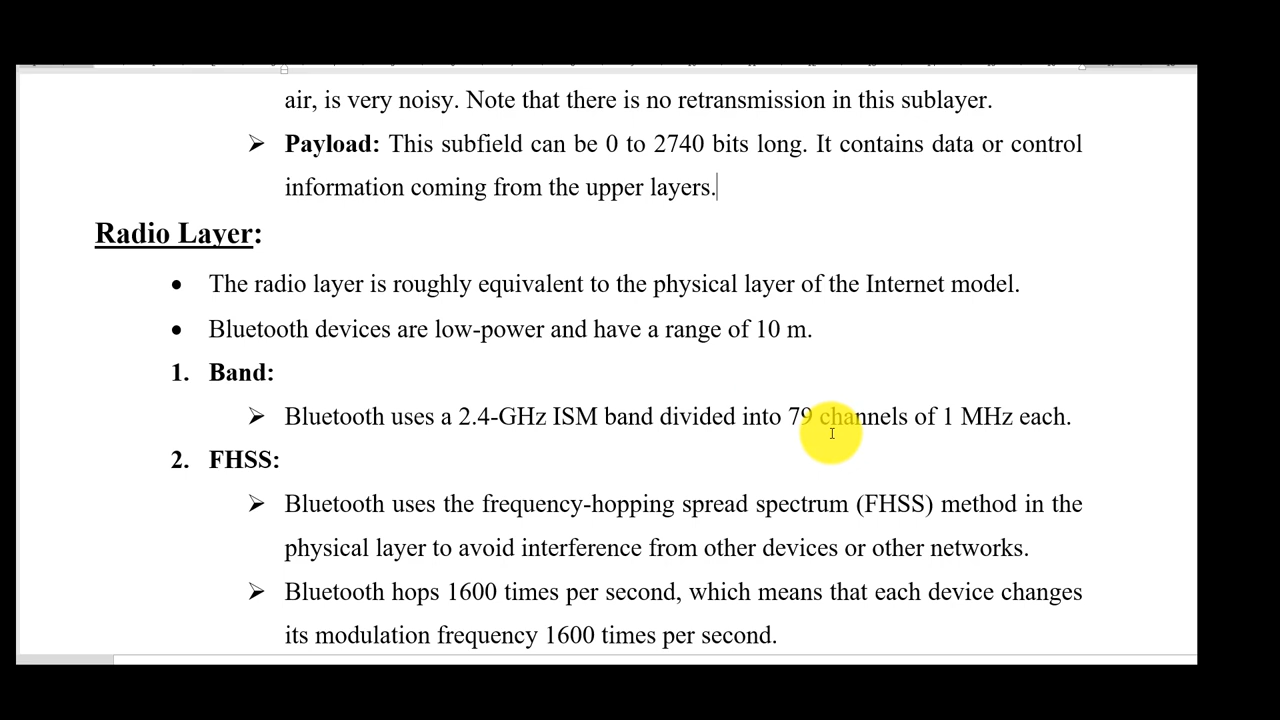 air, is very noisy. Note that there is no retransmission in this sublayer.
➢ Payload: This subfield can be 0 to 2740 bits long. It contains data or control
information coming from the upper layers.
Radio Layer:
• The radio layer is roughly equivalent to the physical layer of the Internet model.
• Bluetooth devices are low-power and have a range of 10 m.
1. Band:
➢ Bluetooth uses a 2.4-GHz ISM band divided into 79 channels of 1 MHz each.
2. FHSS:
➢ Bluetooth uses the frequency-hopping spread spectrum (FHSS) method in the
physical layer to avoid interference from other devices or other networks.
➢ Bluetooth hops 1600 times per second, which means that each device changes
its modulation frequency 1600 times per second.